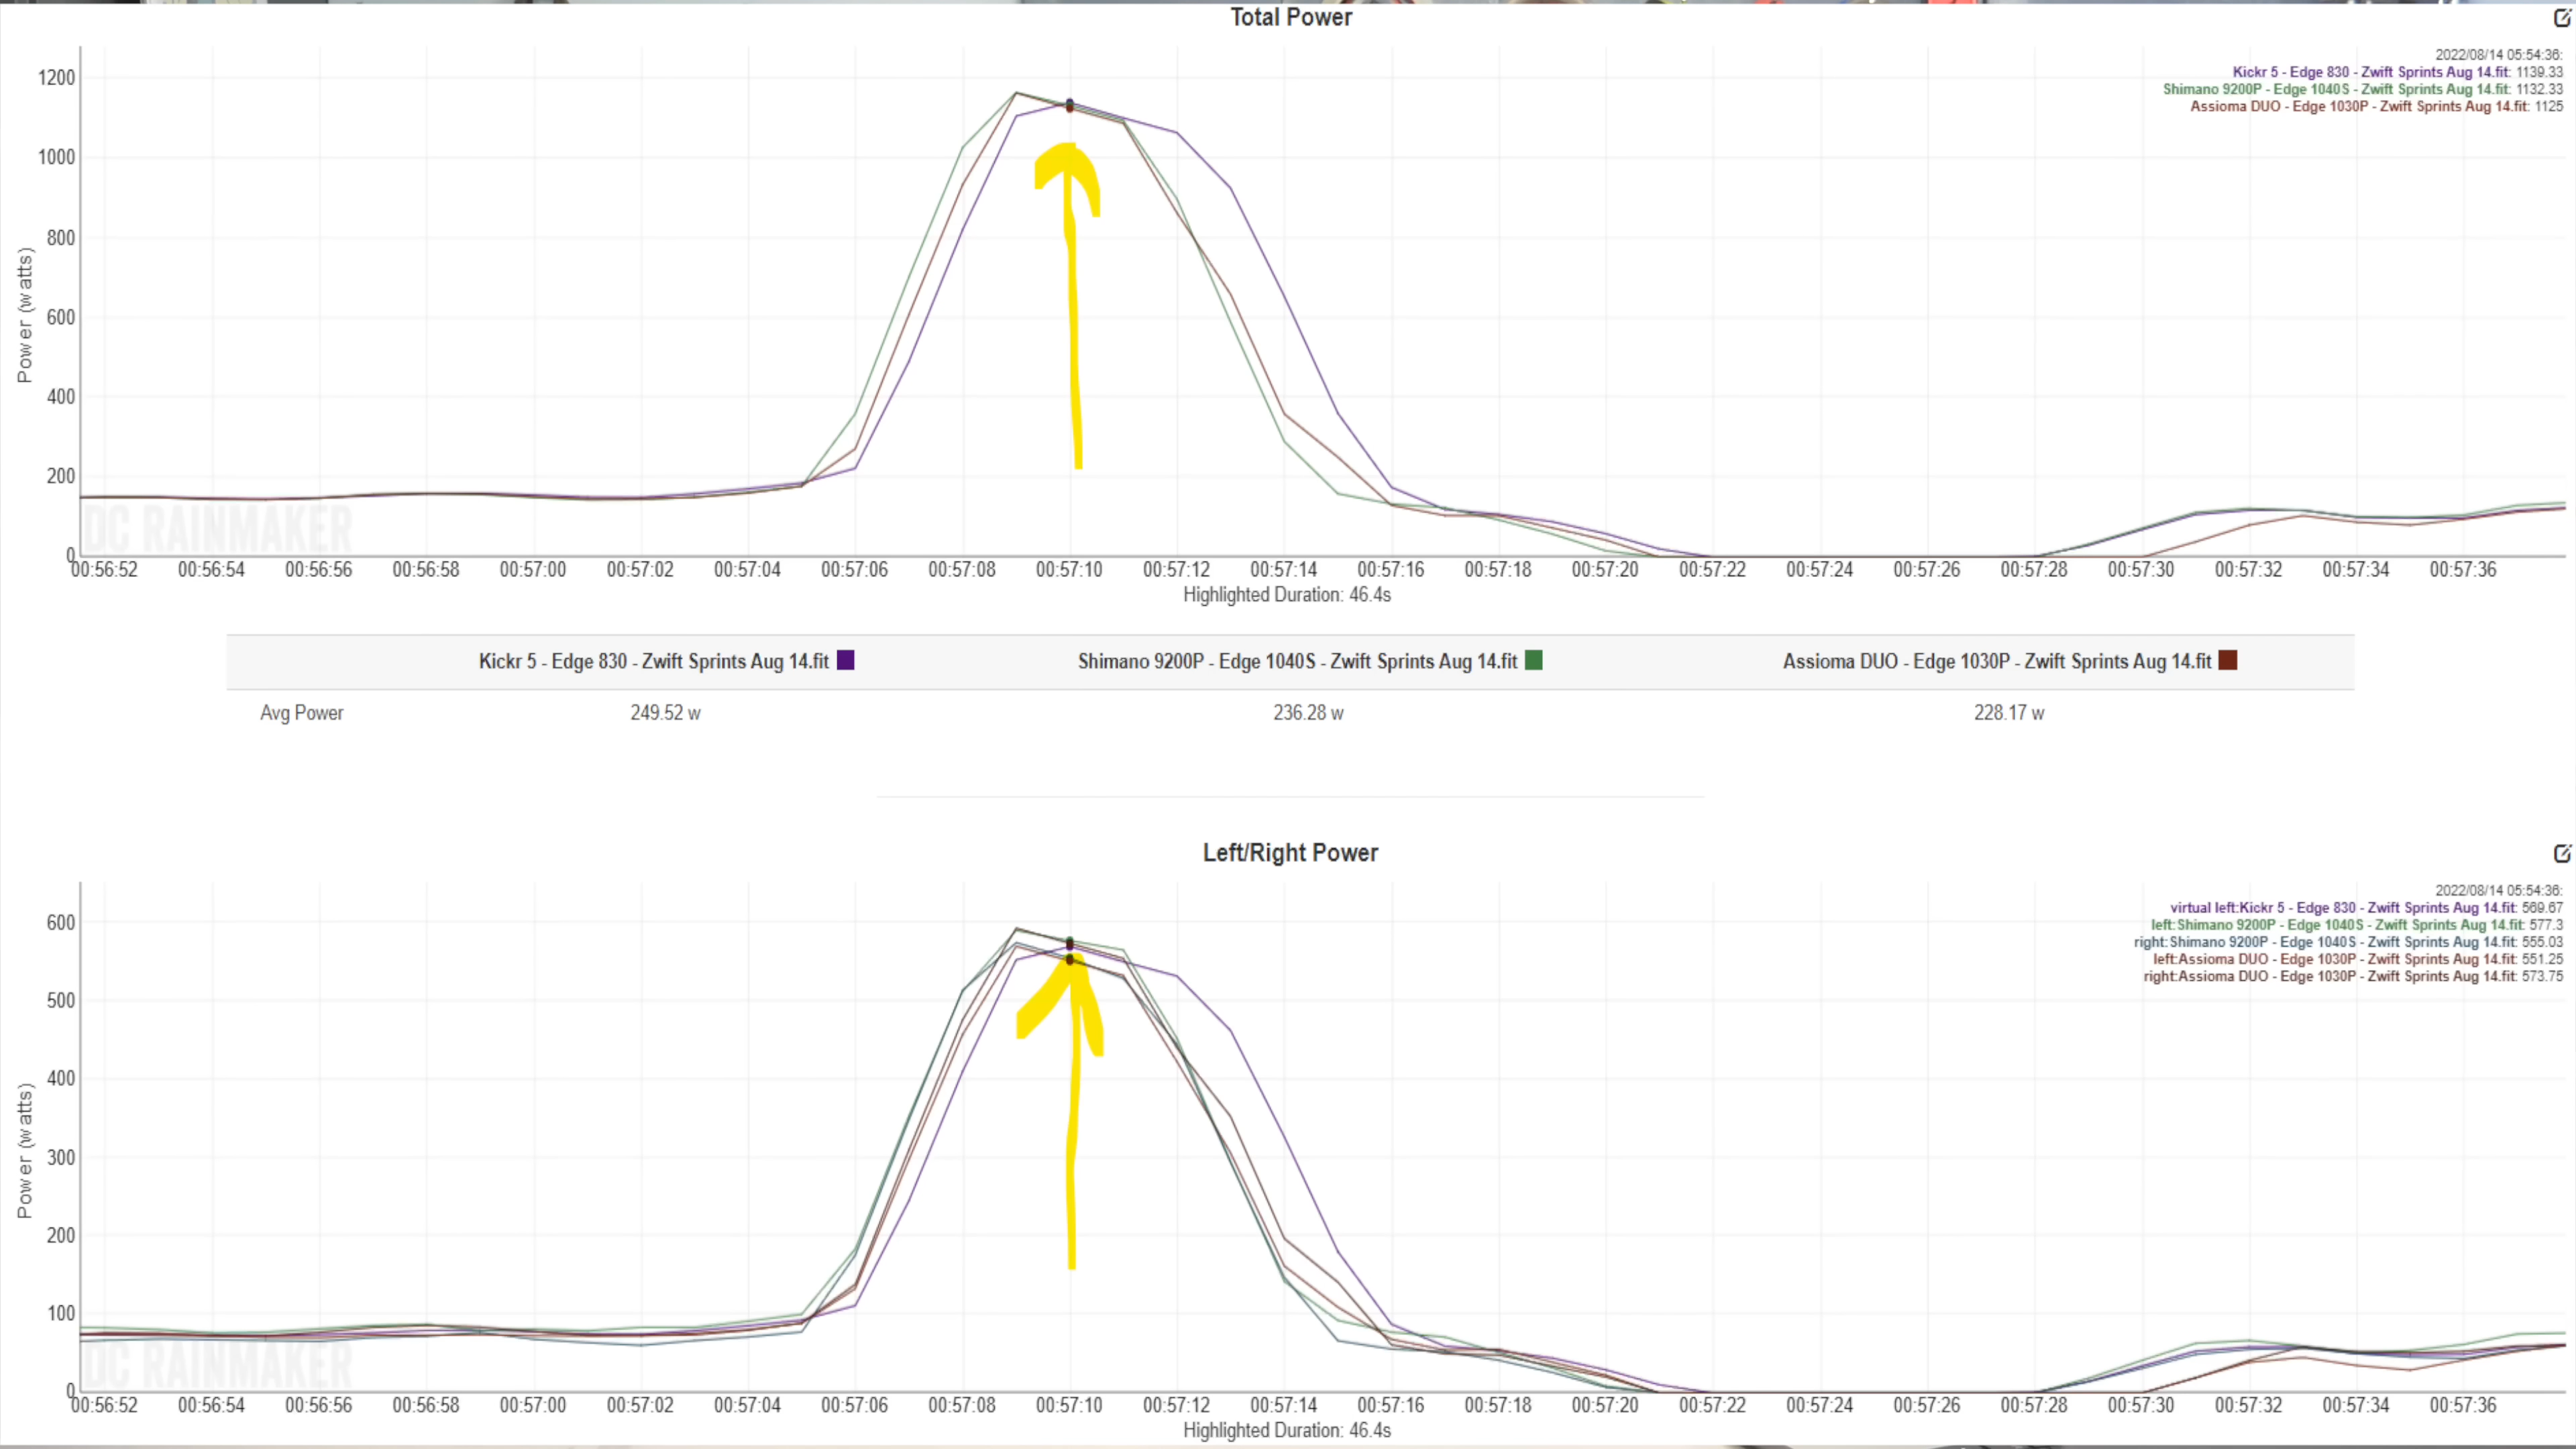 Total Power
2022/08/14 05:54:36:
Kickr 5 - Edge 830 - Zwift Sprints Aug 14.fit: 1139.33
Shimano 9200P - Edge 1040S - Zwift Sprints Aug 14.fit: 1132.33
Assioma DUO - Edge 1030P - Zwift Sprints Aug 14.fit: 1125
Power (watts)
1200
1000
800
600
400
200
0
DC RAINMAKER
00:56:52 00:56:54 00:56:56 00:56:58 00:57:00 00:57:02 00:57:04 00:57:06 00:57:08 00:57:10 00:57:12 00:57:14 00:57:16 00:57:18 00:57:20 00:57:22 00:57:24 00:57:26 00:57:28 00:57:30 00:57:32 00:57:34 00:57:36
Highlighted Duration: 46.4s
Kickr 5 - Edge 830 - Zwift Sprints Aug 14.fit Shimano 9200P - Edge 1040S - Zwift Sprints Aug 14.fit Assioma DUO - Edge 1030P - Zwift Sprints Aug 14.fit
Avg Power 249.52 w 236.28 w 228.17 w
Left/Right Power
2022/08/14 05:54:36:
virtual left:Kickr 5 - Edge 830 - Zwift Sprints Aug 14.fit: 569.67
left:Shimano 9200P - Edge 1040S - Zwift Sprints Aug 14.fit: 577.3
right:Shimano 9200P - Edge 1040S - Zwift Sprints Aug 14.fit: 555.03
left:Assioma DUO - Edge 1030P - Zwift Sprints Aug 14.fit: 551.25
right:Assioma DUO - Edge 1030P - Zwift Sprints Aug 14.fit: 573.75
Power (watts)
600
500
400
300
200
100
0
DC RAINMAKER
00:56:52 00:56:54 00:56:56 00:56:58 00:57:00 00:57:02 00:57:04 00:57:06 00:57:08 00:57:10 00:57:12 00:57:14 00:57:16 00:57:18 00:57:20 00:57:22 00:57:24 00:57:26 00:57:28 00:57:30 00:57:32 00:57:34 00:57:36
Highlighted Duration: 46.4s